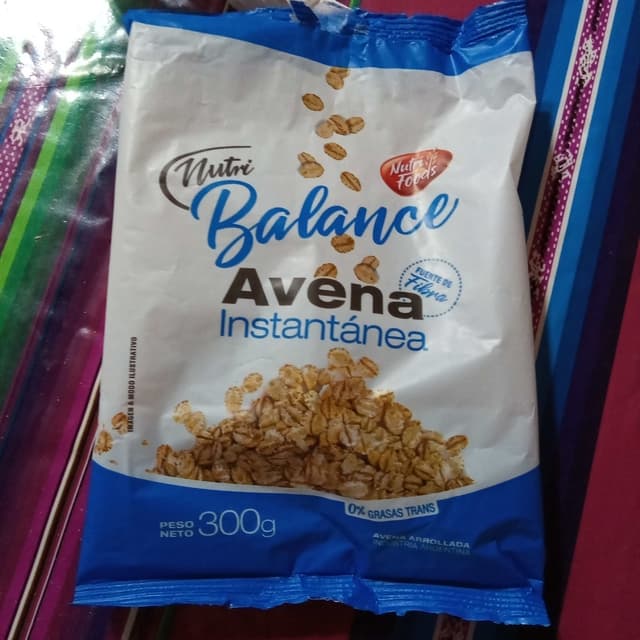 Nutri
Balance
Foods
Avena
Instantánea
FUENTE DE
Fibra
IMAGEN A MODO ILUSTRATIVO
0% GRASAS TRANS
PESO
NETO 300g
AVENA ARROLLADA
INDUSTRIA ARGENTINA